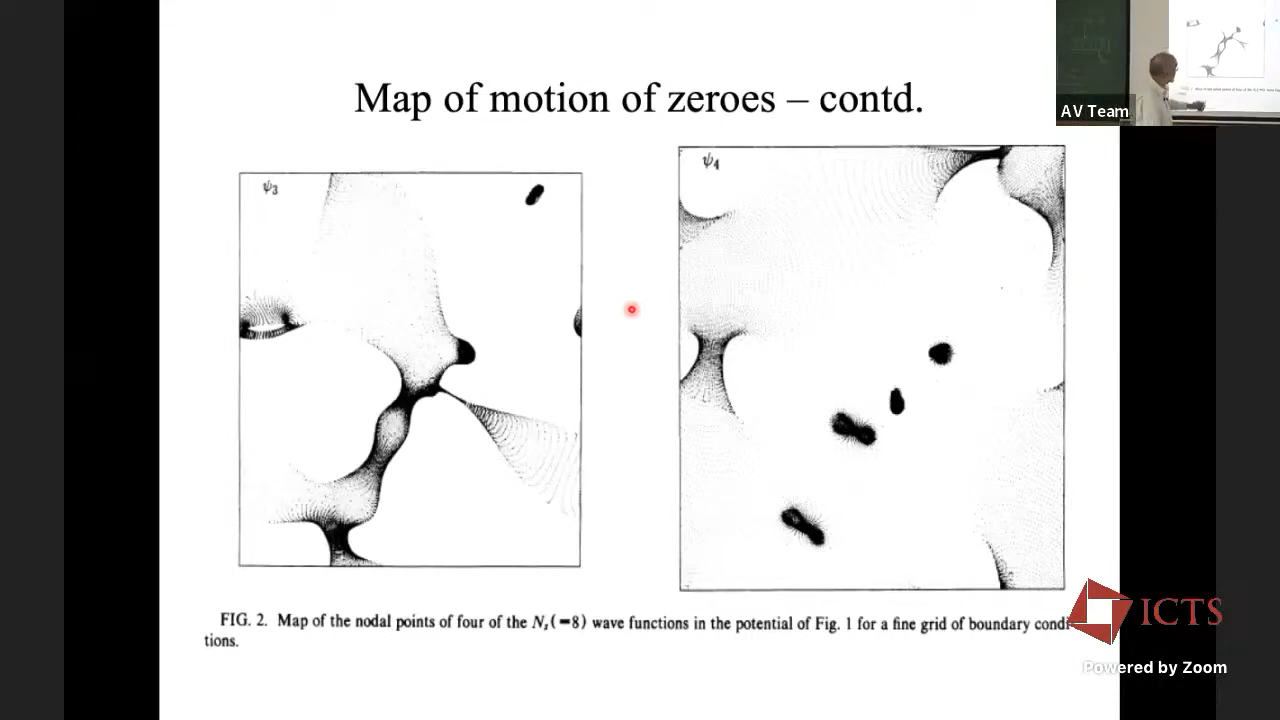 Map of motion of zeroes – contd.
AV Team
ψ3
ψ4
FIG. 2. Map of the nodal points of four of the Ns(=8) wave functions in the potential of Fig. 1 for a fine grid of boundary condi-
tions.
ICTS
Powered by Zoom